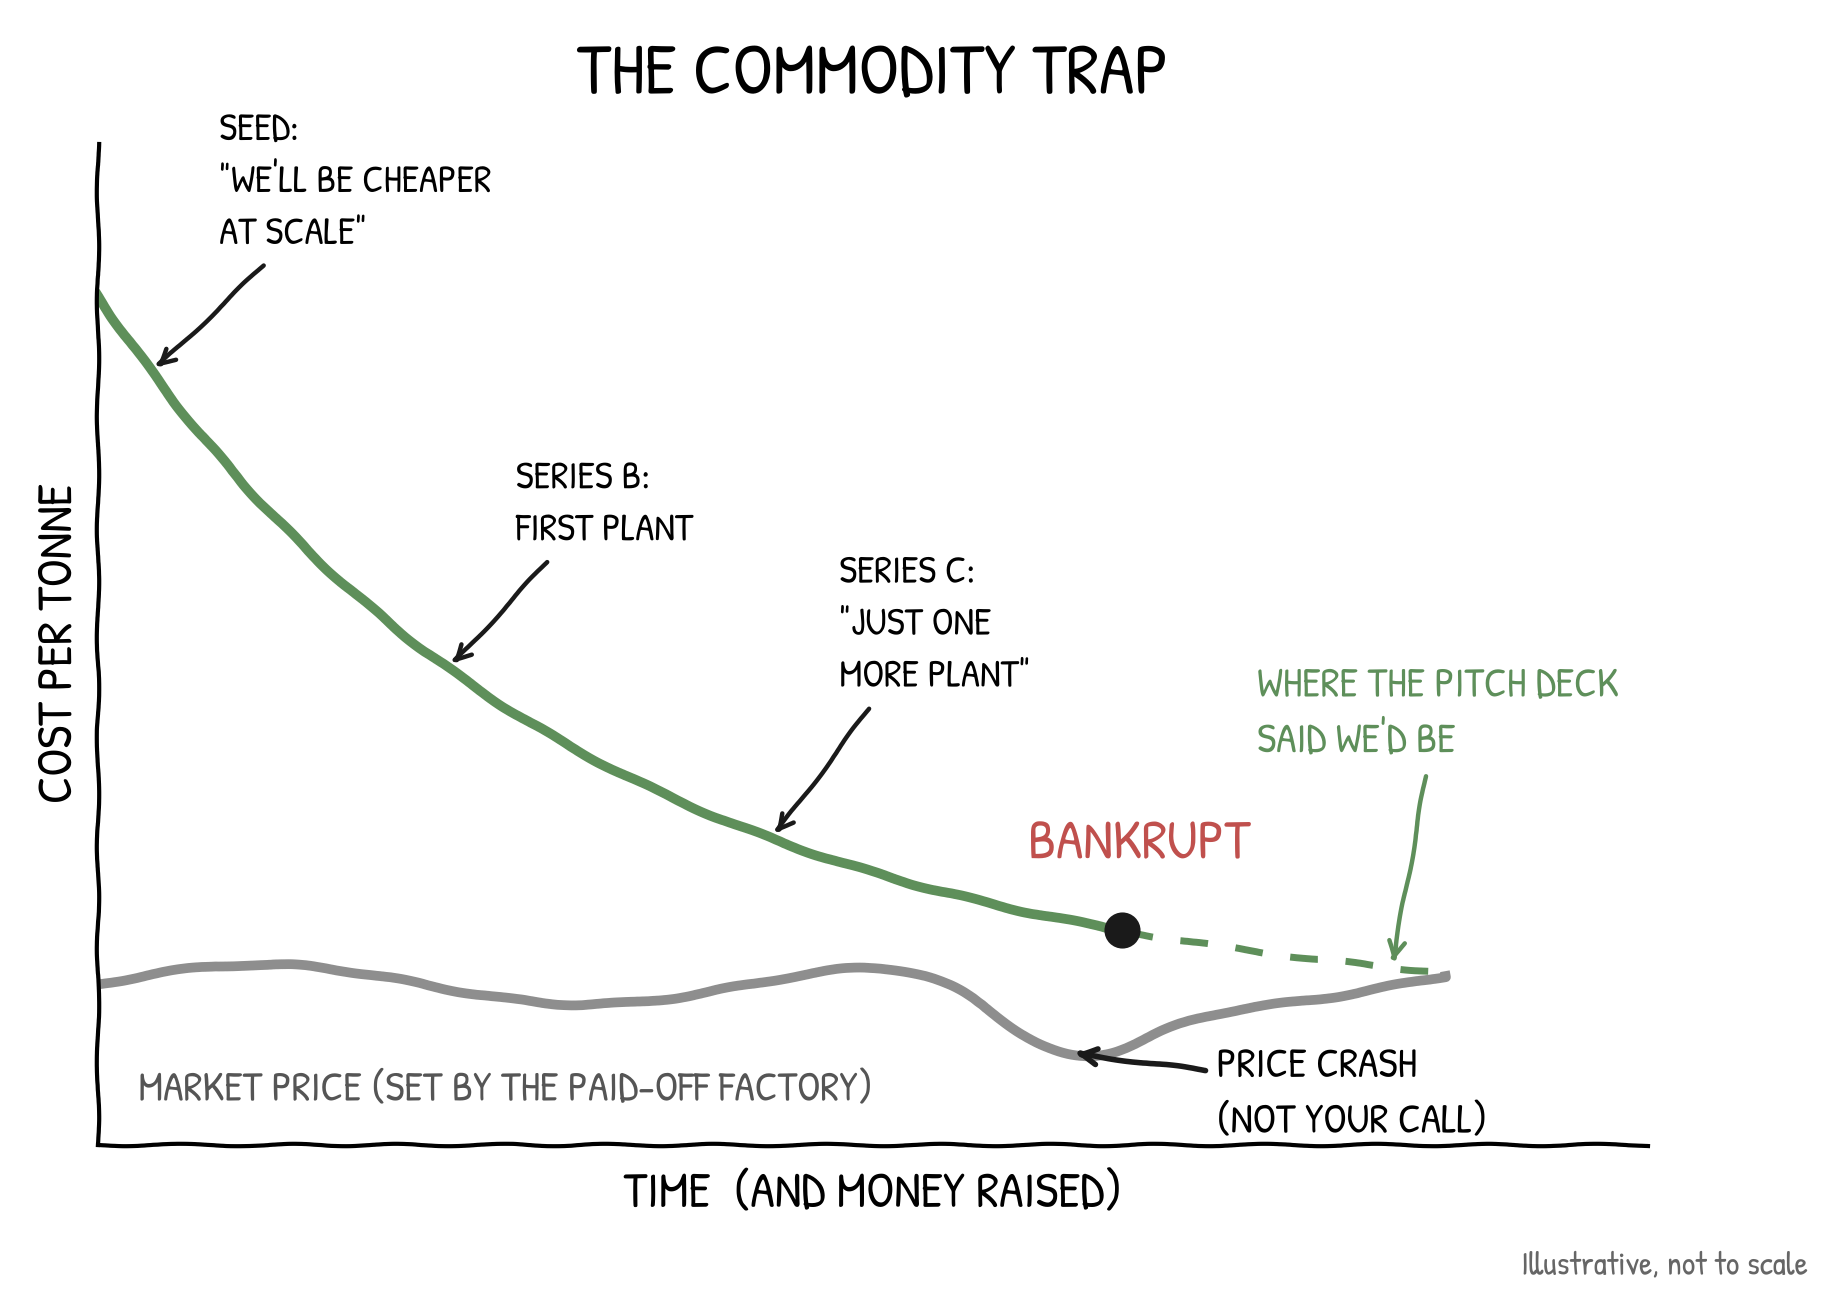 THE COMMODITY TRAP
SEED:
"WE'LL BE CHEAPER
AT SCALE"
SERIES B:
FIRST PLANT
SERIES C:
"JUST ONE
MORE PLANT"
WHERE THE PITCH DECK
SAID WE'D BE
BANKRUPT
COST PER TONNE
PRICE CRASH
(NOT YOUR CALL)
MARKET PRICE (SET BY THE PAID-OFF FACTORY)
TIME (AND MONEY RAISED)
Illustrative, not to scale